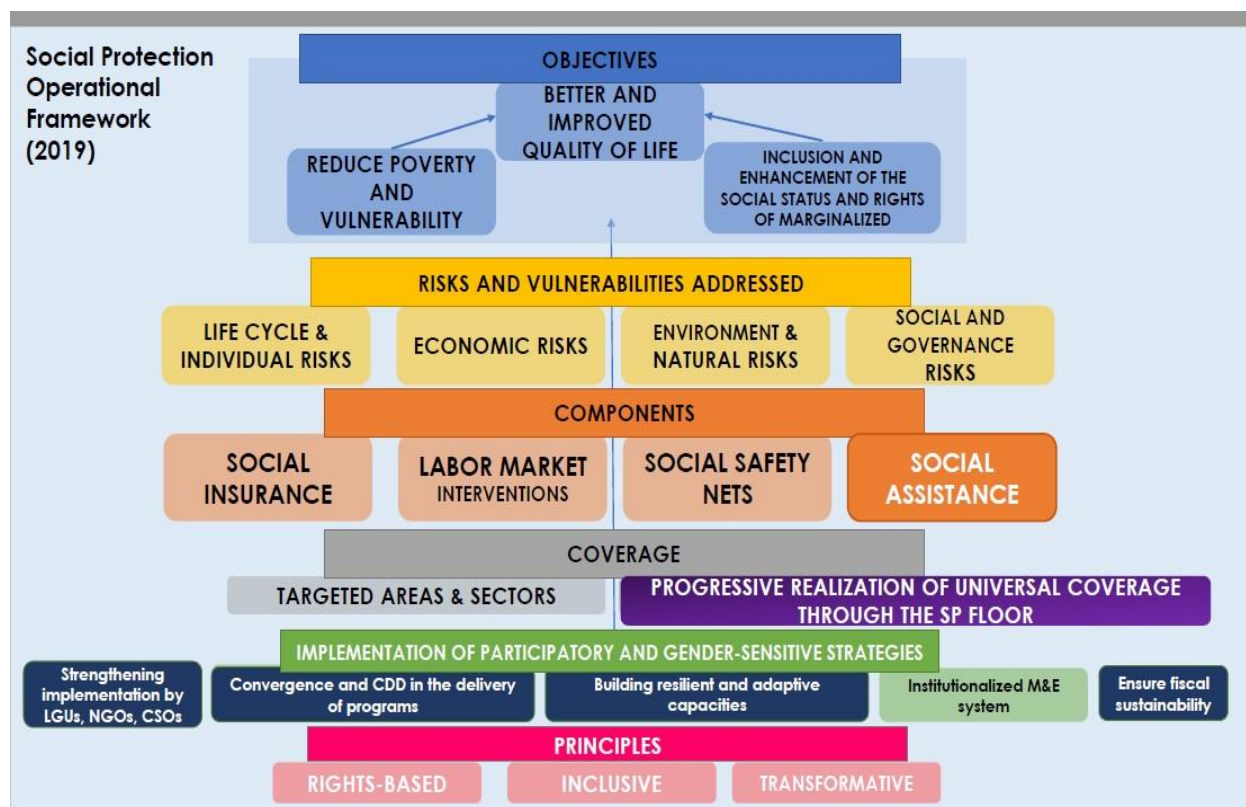 Social Protection
Operational
Framework
(2019)
OBJECTIVES
BETTER AND
IMPROVED
QUALITY OF LIFE
REDUCE POVERTY
AND
VULNERABILITY
INCLUSION AND
ENHANCEMENT OF THE
SOCIAL STATUS AND RIGHTS
OF MARGINALIZED
RISKS AND VULNERABILITIES ADDRESSED
LIFE CYCLE &
INDIVIDUAL RISKS
ECONOMIC RISKS
ENVIRONMENT &
NATURAL RISKS
SOCIAL AND
GOVERNANCE
RISKS
COMPONENTS
SOCIAL
INSURANCE
LABOR MARKET
INTERVENTIONS
SOCIAL SAFETY
NETS
SOCIAL
ASSISTANCE
COVERAGE
TARGETED AREAS & SECTORS
PROGRESSIVE REALIZATION OF UNIVERSAL COVERAGE
THROUGH THE SP FLOOR
IMPLEMENTATION OF PARTICIPATORY AND GENDER-SENSITIVE STRATEGIES
Strengthening
implementation by
LGUs, NGOs, CSOs
Convergence and CDD in the delivery
of programs
Building resilient and adaptive
capacities
Institutionalized M&E
system
Ensure fiscal
sustainability
PRINCIPLES
RIGHTS-BASED
INCLUSIVE
TRANSFORMATIVE